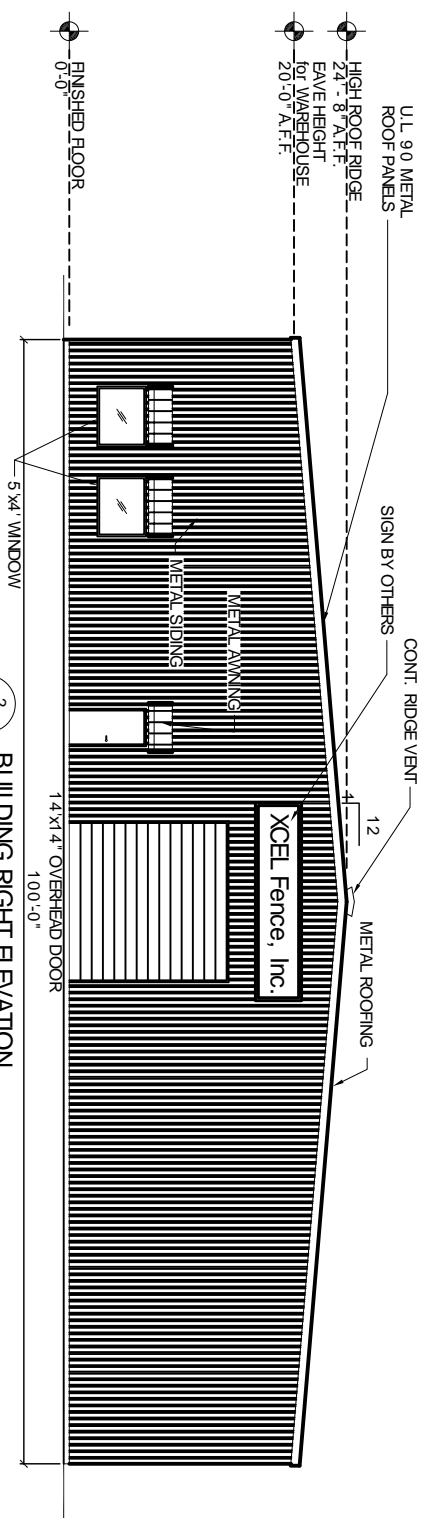 U.L. 90 METAL
ROOF PANELS
HIGH ROOF RIDGE
24' - 8" A.F.F.
EAVE HEIGHT
for WAREHOUSE
20'-0" A.F.F.
FINISHED FLOOR
0'-0"
SIGN BY OTHERS
CONT. RIDGE VENT
12
1
METAL ROOFING
METAL SIDING
METAL AWNING
XCEL Fence, Inc.
5'x4' WINDOW
14'x14" OVERHEAD DOOR
100'-0"
2
BUILDING RIGHT ELEVATION